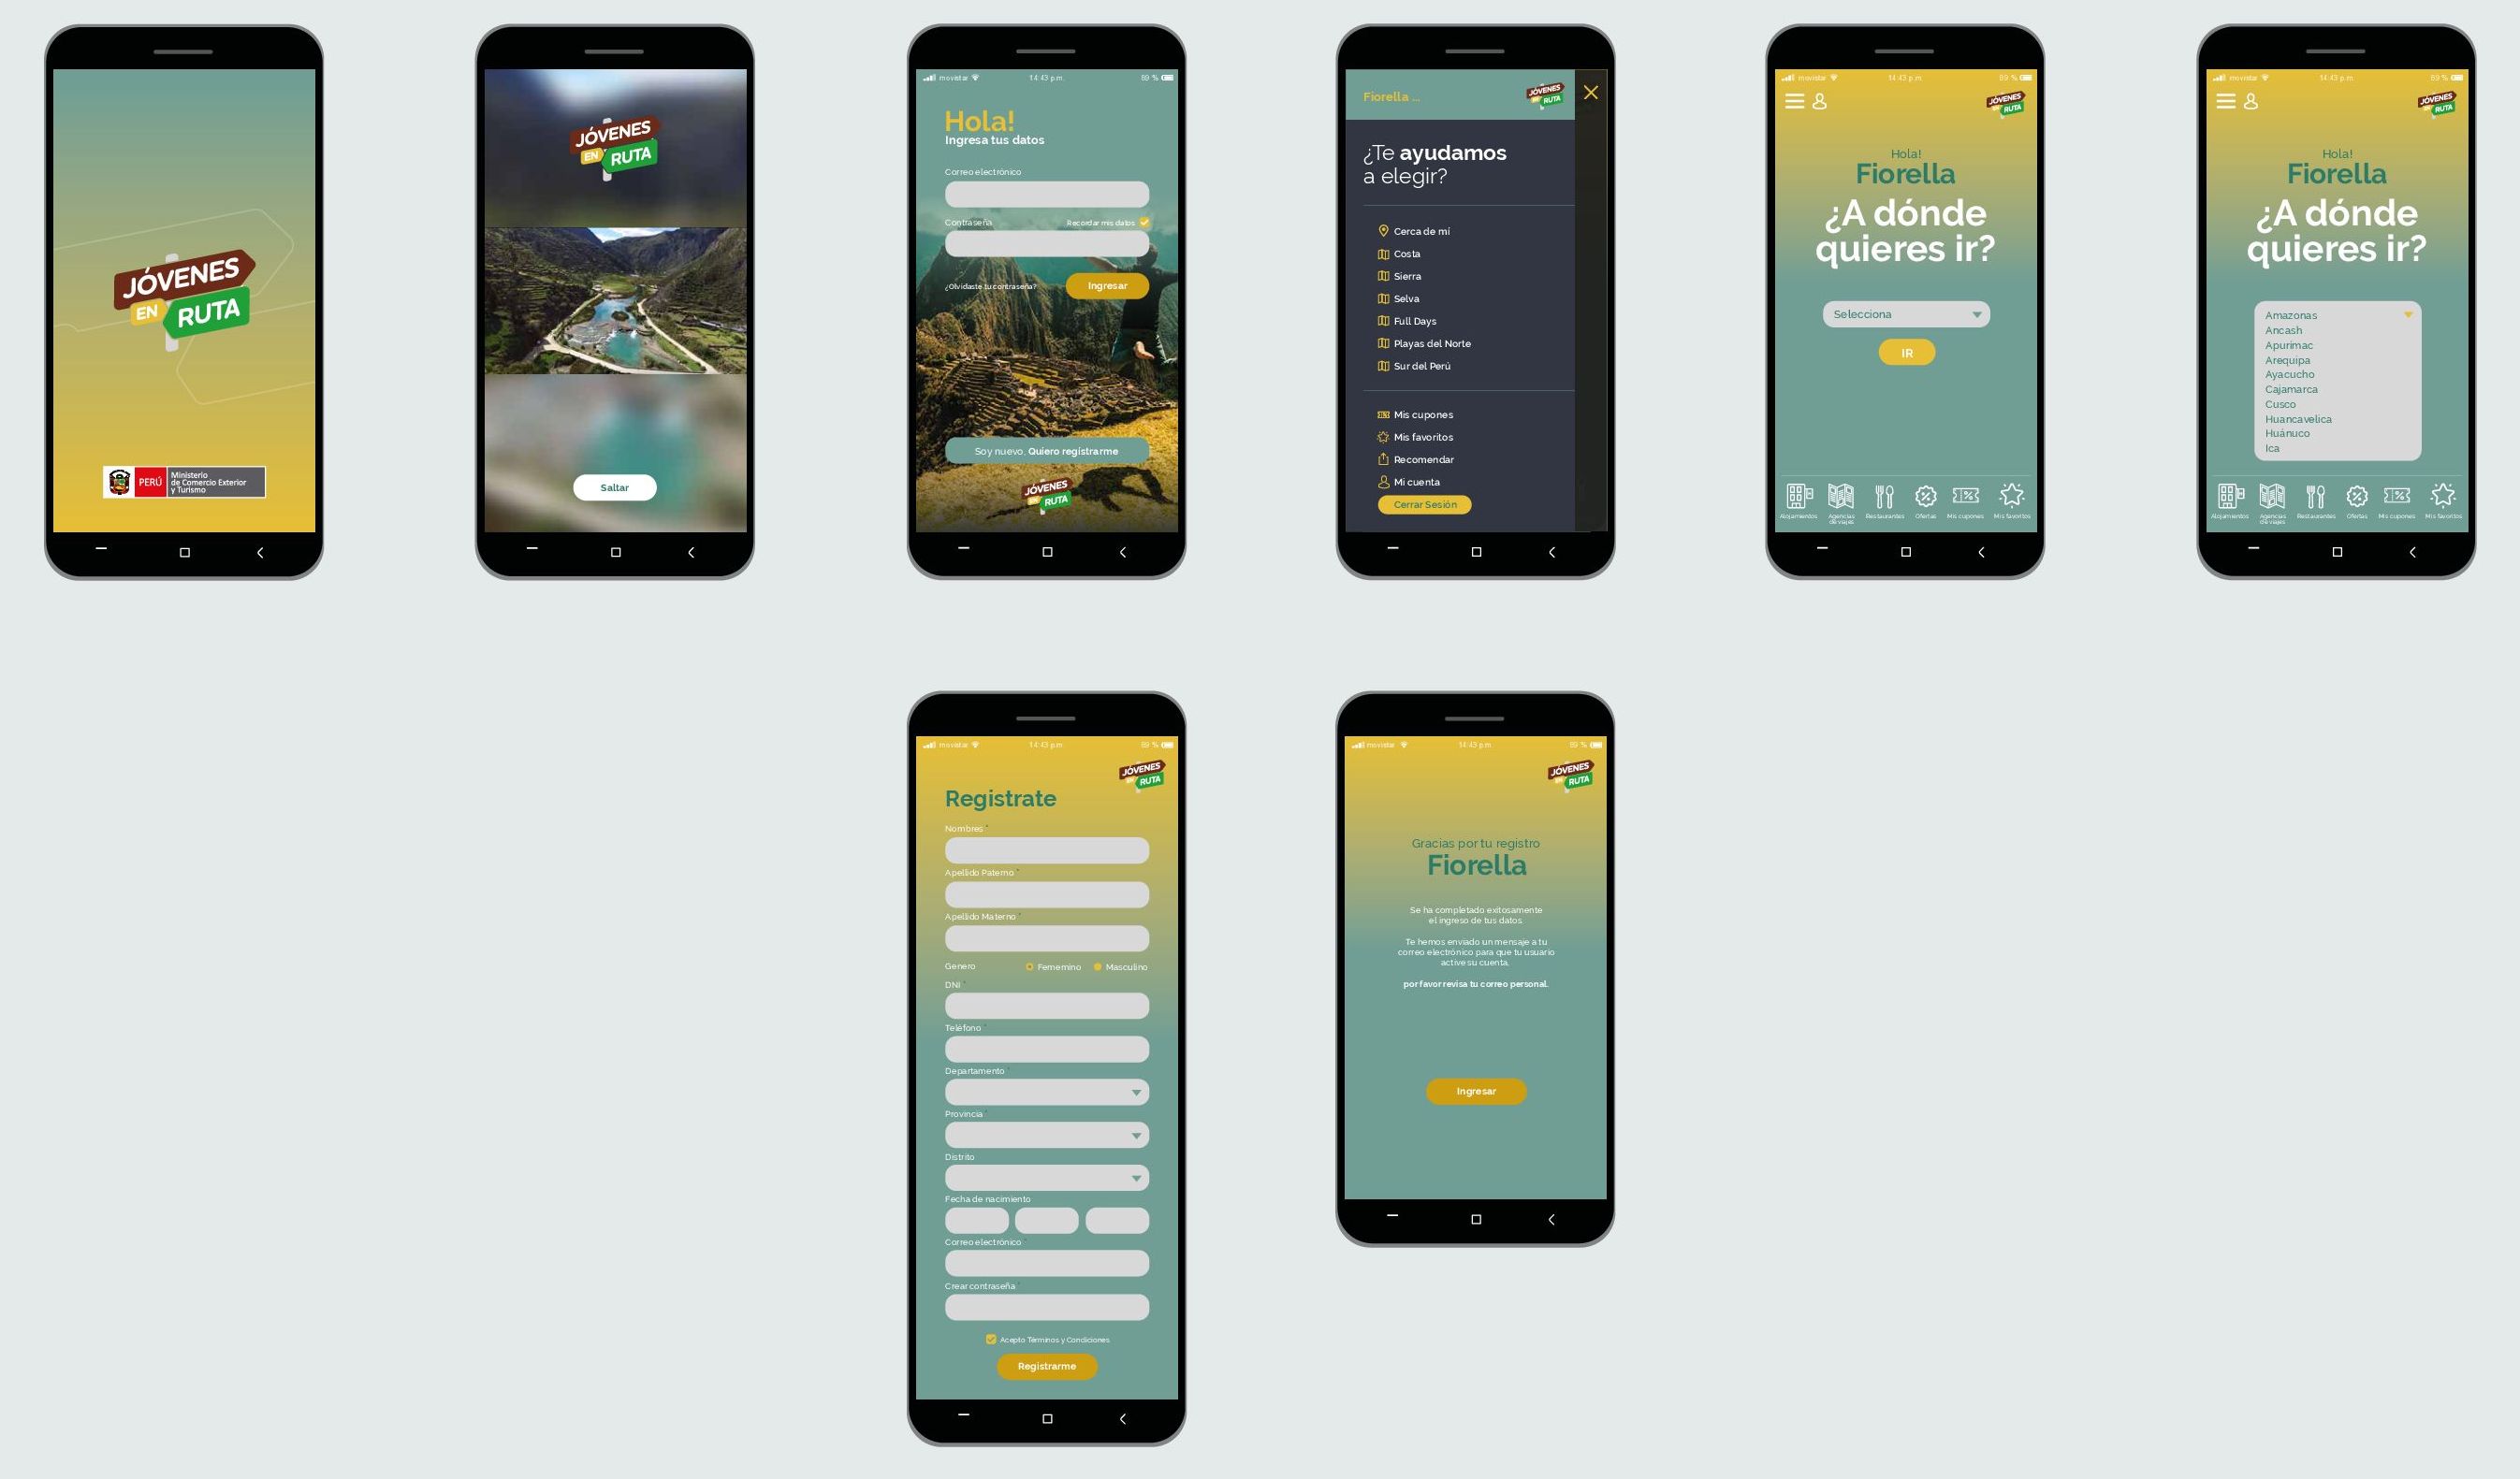 JÓVENES
EN
RUTA
PERÚ
Ministerio
de Comercio Exterior
y Turismo
JÓVENES
EN
RUTA
Saltar
movistar
14:43 p.m.
89 %
Hola!
Ingresa tus datos
Correo electrónico
Contraseña
Recordar mis datos
¿Olvidaste tu contraseña?
Ingresar
Soy nuevo, Quiero registrarme
JÓVENES
EN
RUTA
Fiorella ...
JÓVENES
EN
RUTA
¿Te ayudamos
a elegir?
Cerca de mí
Costa
Sierra
Selva
Full Days
Playas del Norte
Sur del Perú
Mis cupones
Mis favoritos
Recomendar
Mi cuenta
Cerrar Sesión
movistar
14:43 p.m.
89 %
JÓVENES
EN
RUTA
Hola!
Fiorella
¿A dónde
quieres ir?
Selecciona
IR
Alojamientos
Agencias
de viajes
Restaurantes
Ofertas
Mis cupones
Mis favoritos
movistar
14:43 p.m.
89 %
JÓVENES
EN
RUTA
Hola!
Fiorella
¿A dónde
quieres ir?
Amazonas
Ancash
Apurimac
Arequipa
Ayacucho
Cajamarca
Cusco
Huancavelica
Huánuco
Ica
Alojamientos
Agencias
de viajes
Restaurantes
Ofertas
Mis cupones
Mis favoritos
movistar
14:43 p.m.
89 %
JÓVENES
EN
RUTA
Registrate
Nombres *
Apellido Paterno *
Apellido Materno *
Genero
Fememino
Masculino
DNI *
Teléfono *
Departamento *
Provincia *
Distrito
Fecha de nacimiento
Correo electrónico *
Crear contraseña
Acepto Términos y Condiciones
Registrarme
movistar
14:43 p.m.
89 %
JÓVENES
EN
RUTA
Gracias por tu registro
Fiorella
Se ha completado exitosamente
el ingreso de tus datos.
Te hemos enviado un mensaje a tu
correo electrónico para que tu usuario
active su cuenta.
por favor revisa tu correo personal.
Ingresar